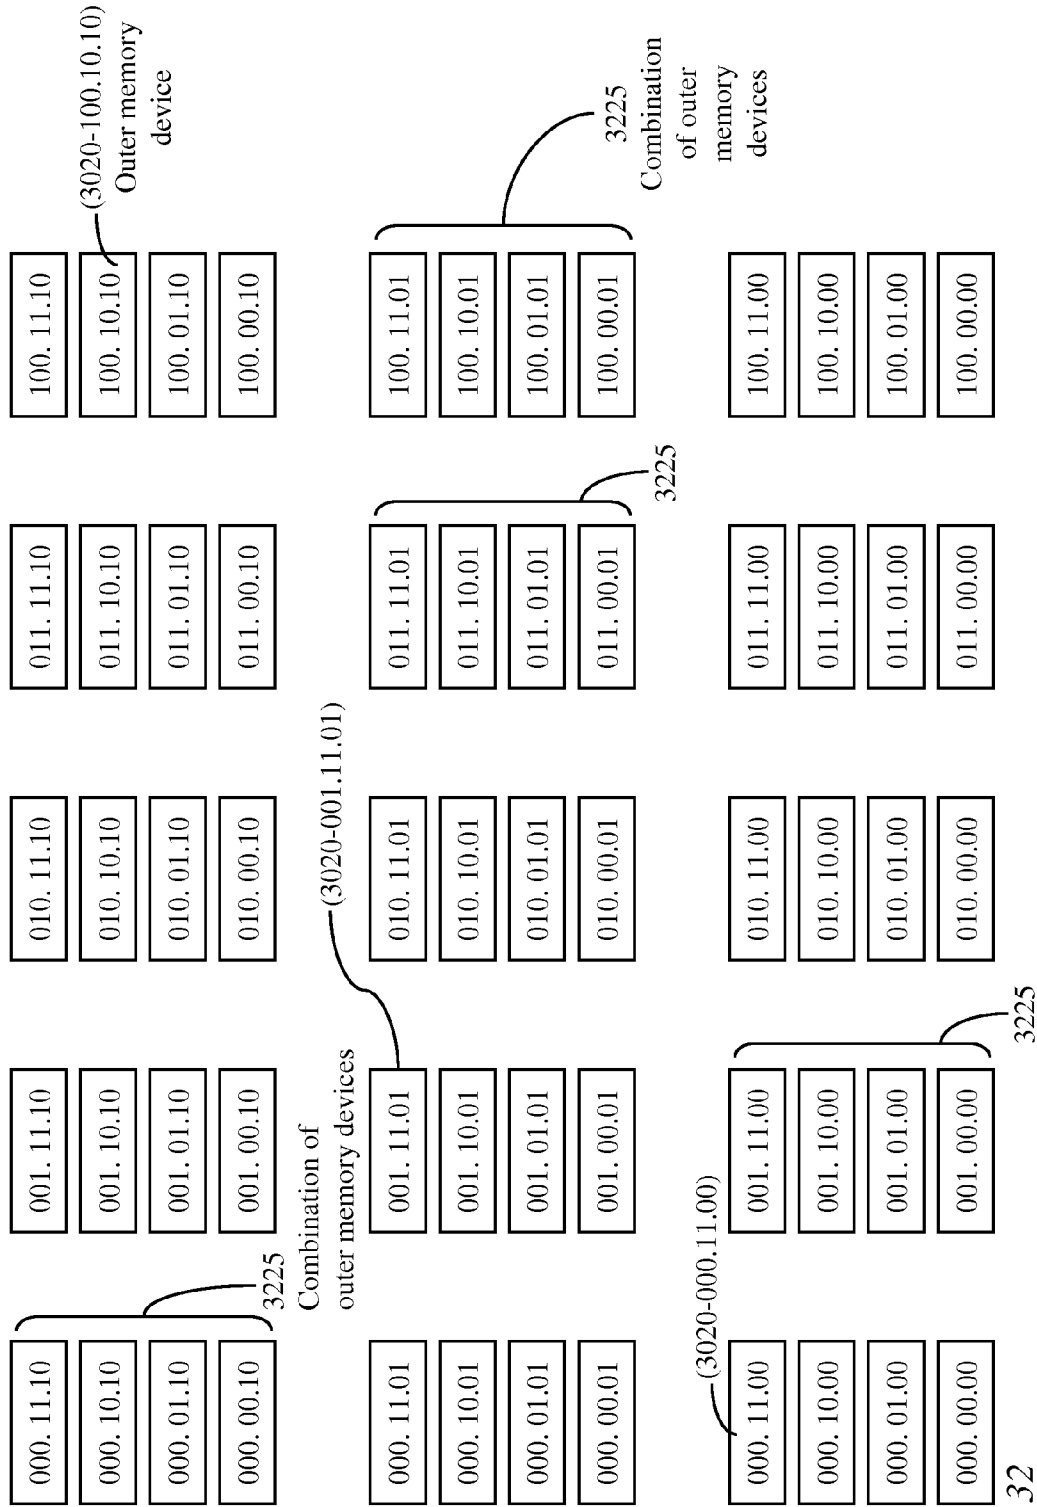 000. 11.10 001. 11.10 010. 11.10 011. 11.10 100. 11.10
000. 10.10 001. 10.10 010. 10.10 011. 10.10 100. 10.10
(3020-100.10.10)
Outer memory
device
000. 01.10 001. 01.10 010. 01.10 011. 01.10 100. 01.10
000. 00.10 001. 00.10 010. 00.10 011. 00.10 100. 00.10
3225
Combination of
outer memory devices
(3020-001.11.01)
000. 11.01 001. 11.01 010. 11.01 011. 11.01 100. 11.01
000. 10.01 001. 10.01 010. 10.01 011. 10.01 100. 10.01
000. 01.01 001. 01.01 010. 01.01 011. 01.01 100. 01.01
000. 00.01 001. 00.01 010. 00.01 011. 00.01 100. 00.01
3225
Combination
of outer
memory
devices
3225
(3020-000.11.00)
000. 11.00 001. 11.00 010. 11.00 011. 11.00 100. 11.00
000. 10.00 001. 10.00 010. 10.00 011. 10.00 100. 10.00
000. 01.00 001. 01.00 010. 01.00 011. 01.00 100. 01.00
000. 00.00 001. 00.00 010. 00.00 011. 00.00 100. 00.00
32
3225